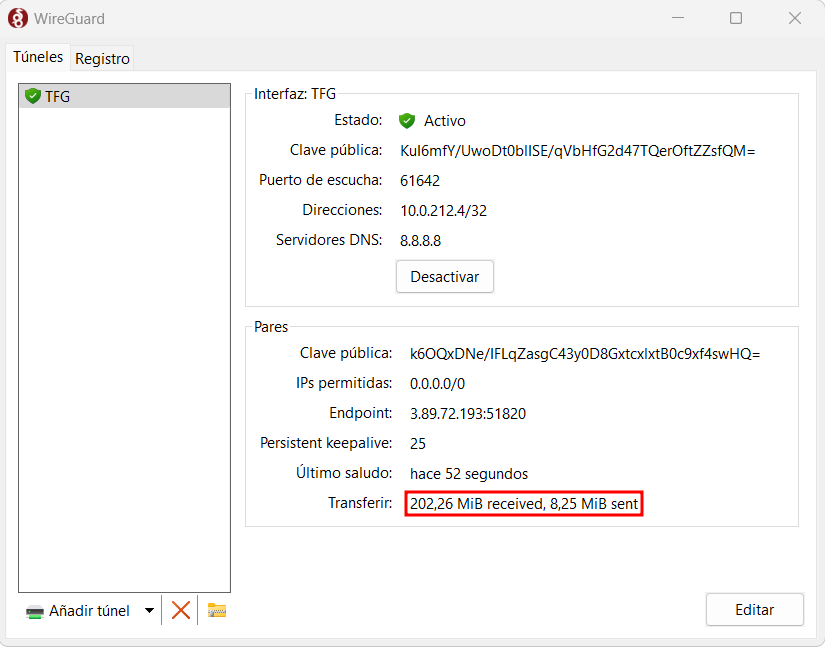 WireGuard
Túneles
Registro
TFG
Interfaz: TFG
Estado: Activo
Clave pública: KuI6mfY/UwoDt0blISE/qVbHfG2d47TQerOftZZsfQM=
Puerto de escucha: 61642
Direcciones: 10.0.212.4/32
Servidores DNS: 8.8.8.8
Desactivar
Pares
Clave pública: k6OQxDNe/IFLqZasgC43y0D8GxtcxlxtB0c9xf4swHQ=
IPs permitidas: 0.0.0.0/0
Endpoint: 3.89.72.193:51820
Persistent keepalive: 25
Último saludo: hace 52 segundos
Transferir: 202,26 MiB received, 8,25 MiB sent
Añadir túnel
Editar